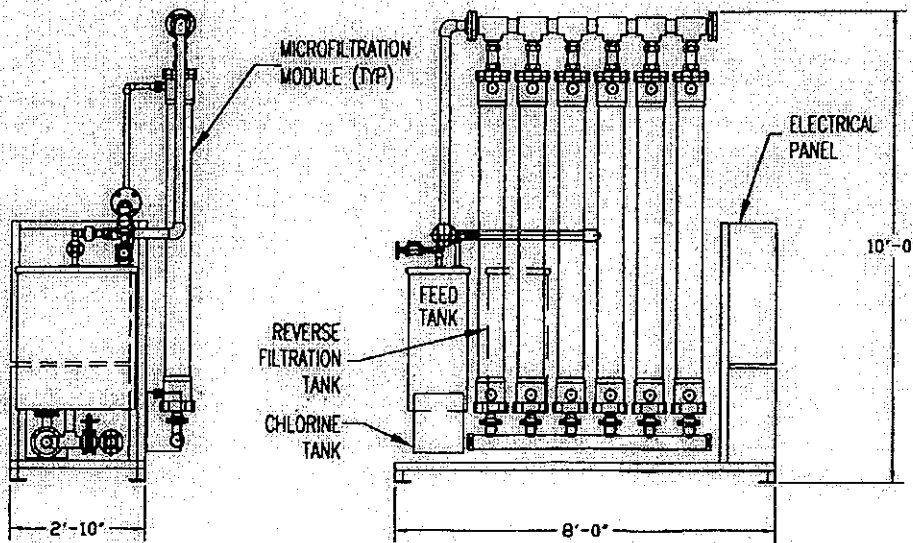 MICROFILTRATION
MODULE (TYP)
ELECTRICAL
PANEL
10'-0
FEED
TANK
REVERSE
FILTRATION
TANK
CHLORINE
TANK
2'-10"
8'-0"